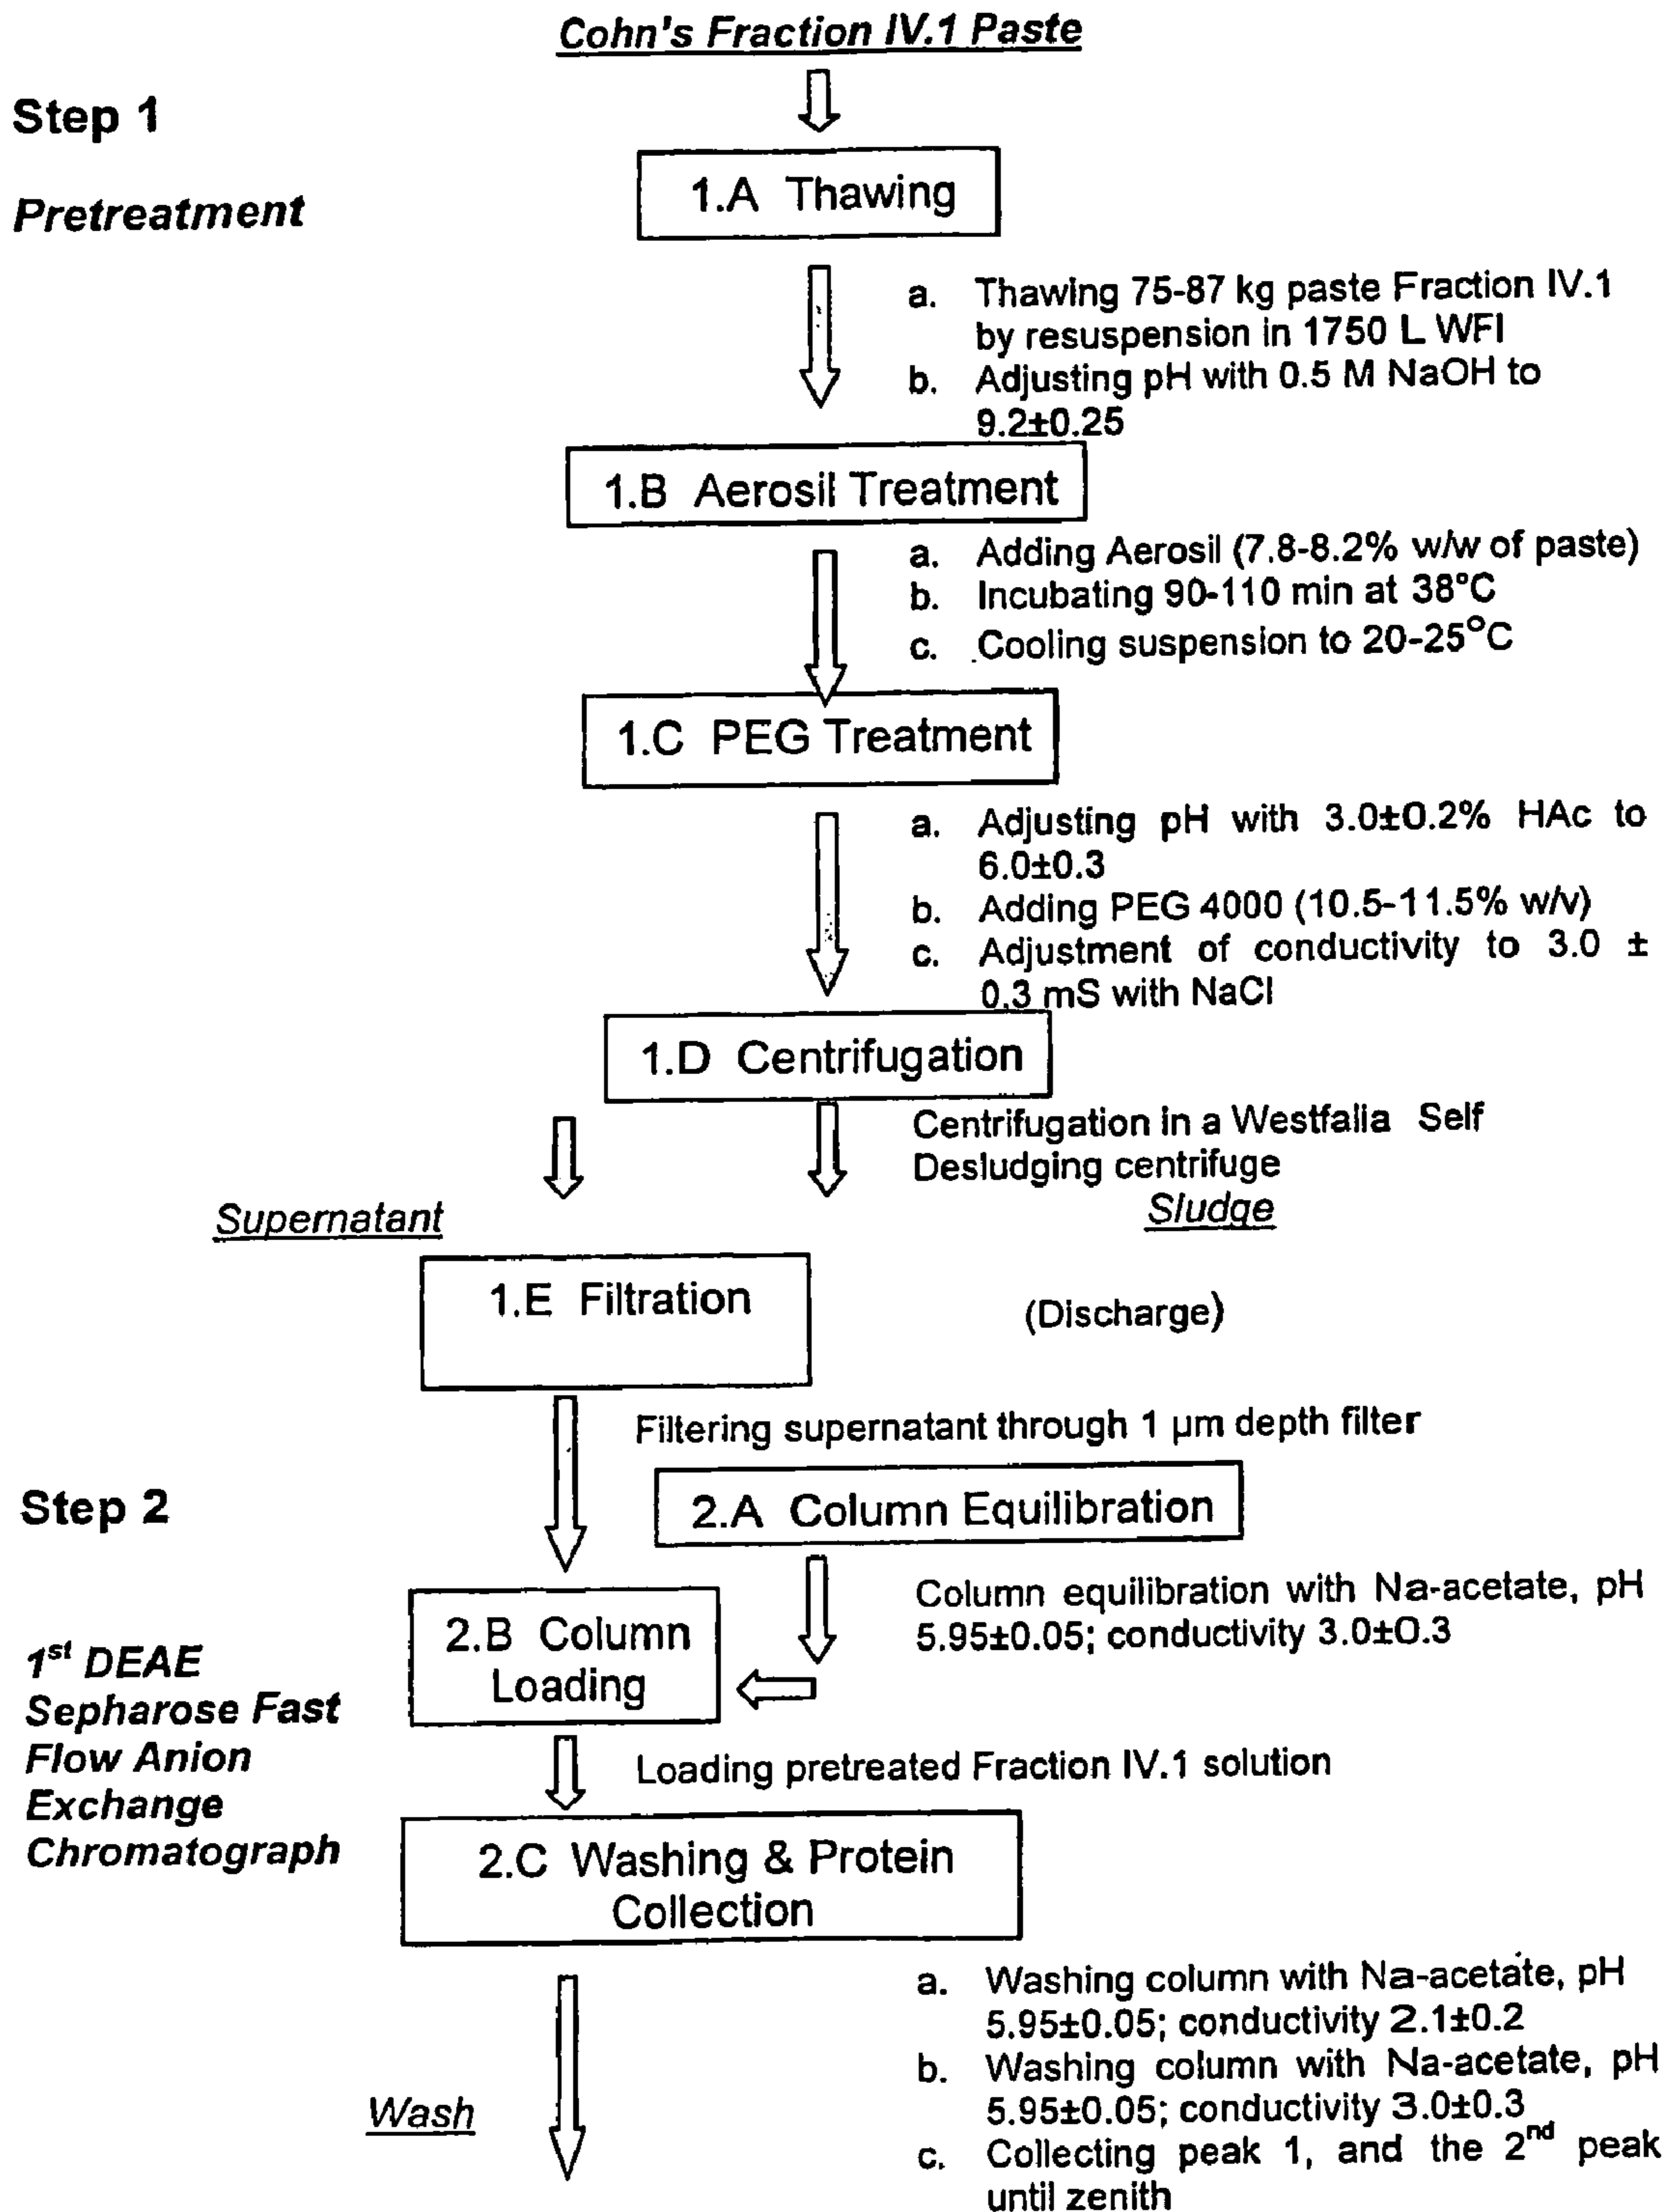 Cohn's Fraction IV.1 Paste
Step 1
Pretreatment
1.A Thawing
a. Thawing 75-87 kg paste Fraction IV.1
by resuspension in 1750 L WFI
b. Adjusting pH with 0.5 M NaOH to
9.2±0.25
1.B Aerosil Treatment
a. Adding Aerosil (7.8-8.2% w/w of paste)
b. Incubating 90-110 min at 38°C
c. Cooling suspension to 20-25°C
1.C PEG Treatment
a. Adjusting pH with 3.0±0.2% HAc to
6.0±0.3
b. Adding PEG 4000 (10.5-11.5% w/v)
c. Adjustment of conductivity to 3.0 ±
0.3 mS with NaCl
1.D Centrifugation
Centrifugation in a Westfalia Self
Desludging centrifuge
Supernatant
Sludge
1.E Filtration
(Discharge)
Filtering supernatant through 1 µm depth filter
Step 2
2.A Column Equilibration
Column equilibration with Na-acetate, pH
5.95±0.05; conductivity 3.0±0.3
2.B Column
Loading
1st DEAE
Sepharose Fast
Flow Anion
Exchange
Chromatograph
Loading pretreated Fraction IV.1 solution
2.C Washing & Protein
Collection
a. Washing column with Na-acetate, pH
5.95±0.05; conductivity 2.1±0.2
b. Washing column with Na-acetate, pH
5.95±0.05; conductivity 3.0±0.3
c. Collecting peak 1, and the 2nd peak
until zenith
Wash